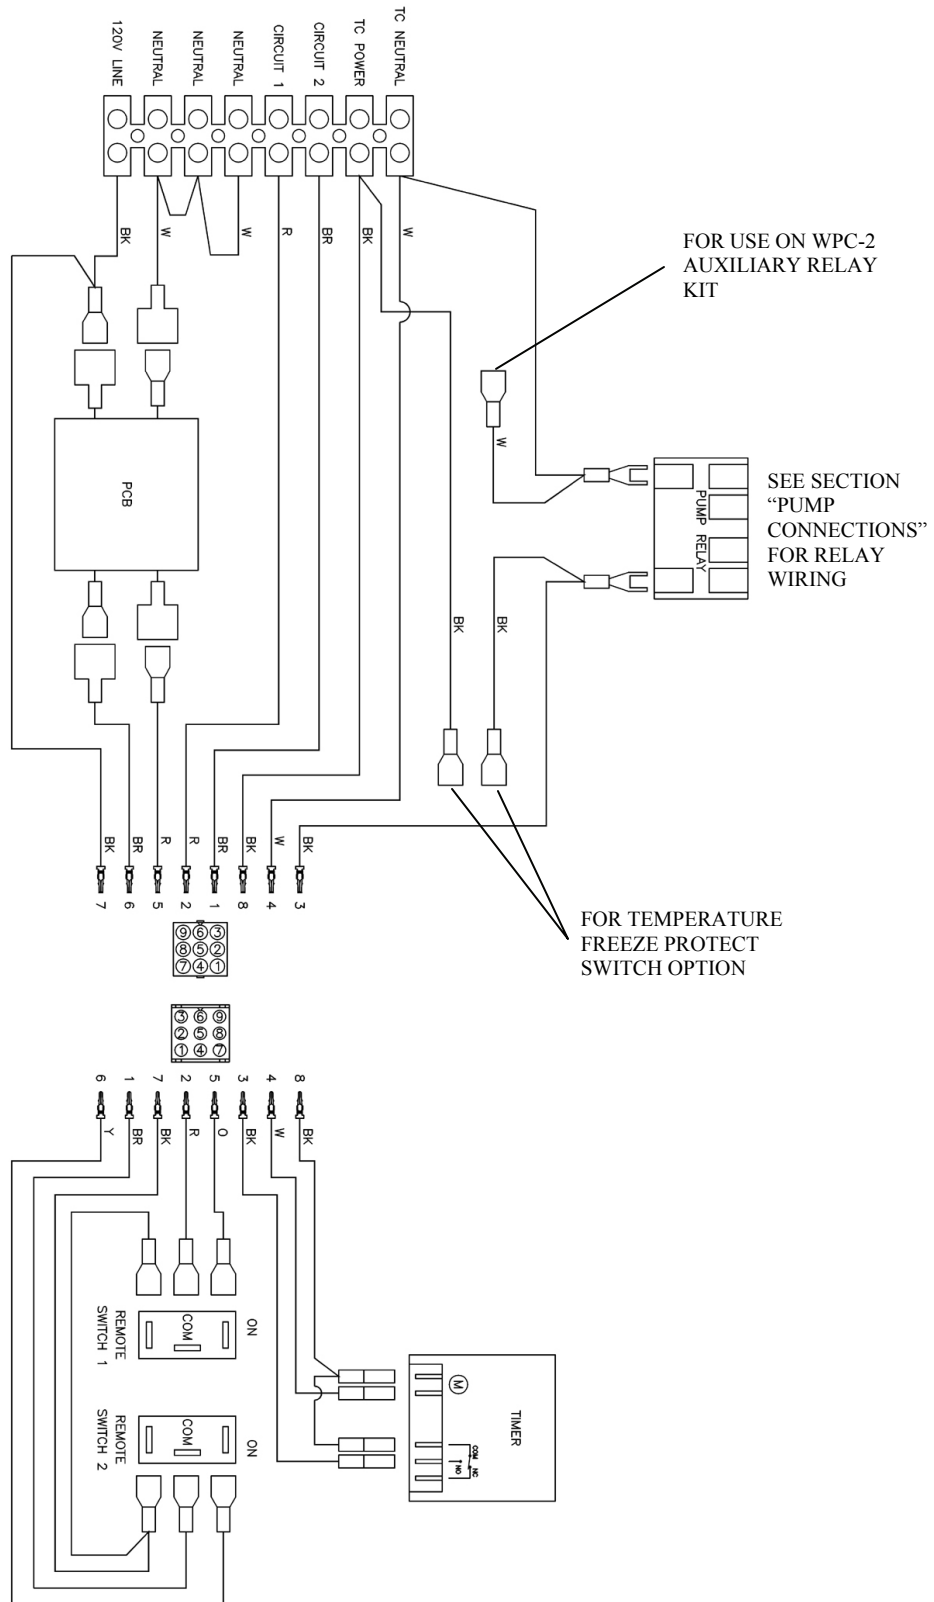 120V LINE
NEUTRAL
NEUTRAL
NEUTRAL
CIRCUIT 1
CIRCUIT 2
TC POWER
TC NEUTRAL
BK
W
W
R
BR
BK
W
FOR USE ON WPC-2
AUXILIARY RELAY
KIT
W
PCB
PUMP RELAY
SEE SECTION
“PUMP
CONNECTIONS”
FOR RELAY
WIRING
BK
BK
BK
BR
R
R
BR
BK
W
BK
7
6
5
2
1
8
4
3
FOR TEMPERATURE
FREEZE PROTECT
SWITCH OPTION
9 6 3
8 5 2
7 4 1
3 6 9
2 5 8
1 4 7
6
1
7
2
5
3
4
8
Y
BR
BK
R
O
BK
W
BK
REMOTE
SWITCH 1
COM
ON
REMOTE
SWITCH 2
COM
ON
M
TIMER
COM
NC
NO